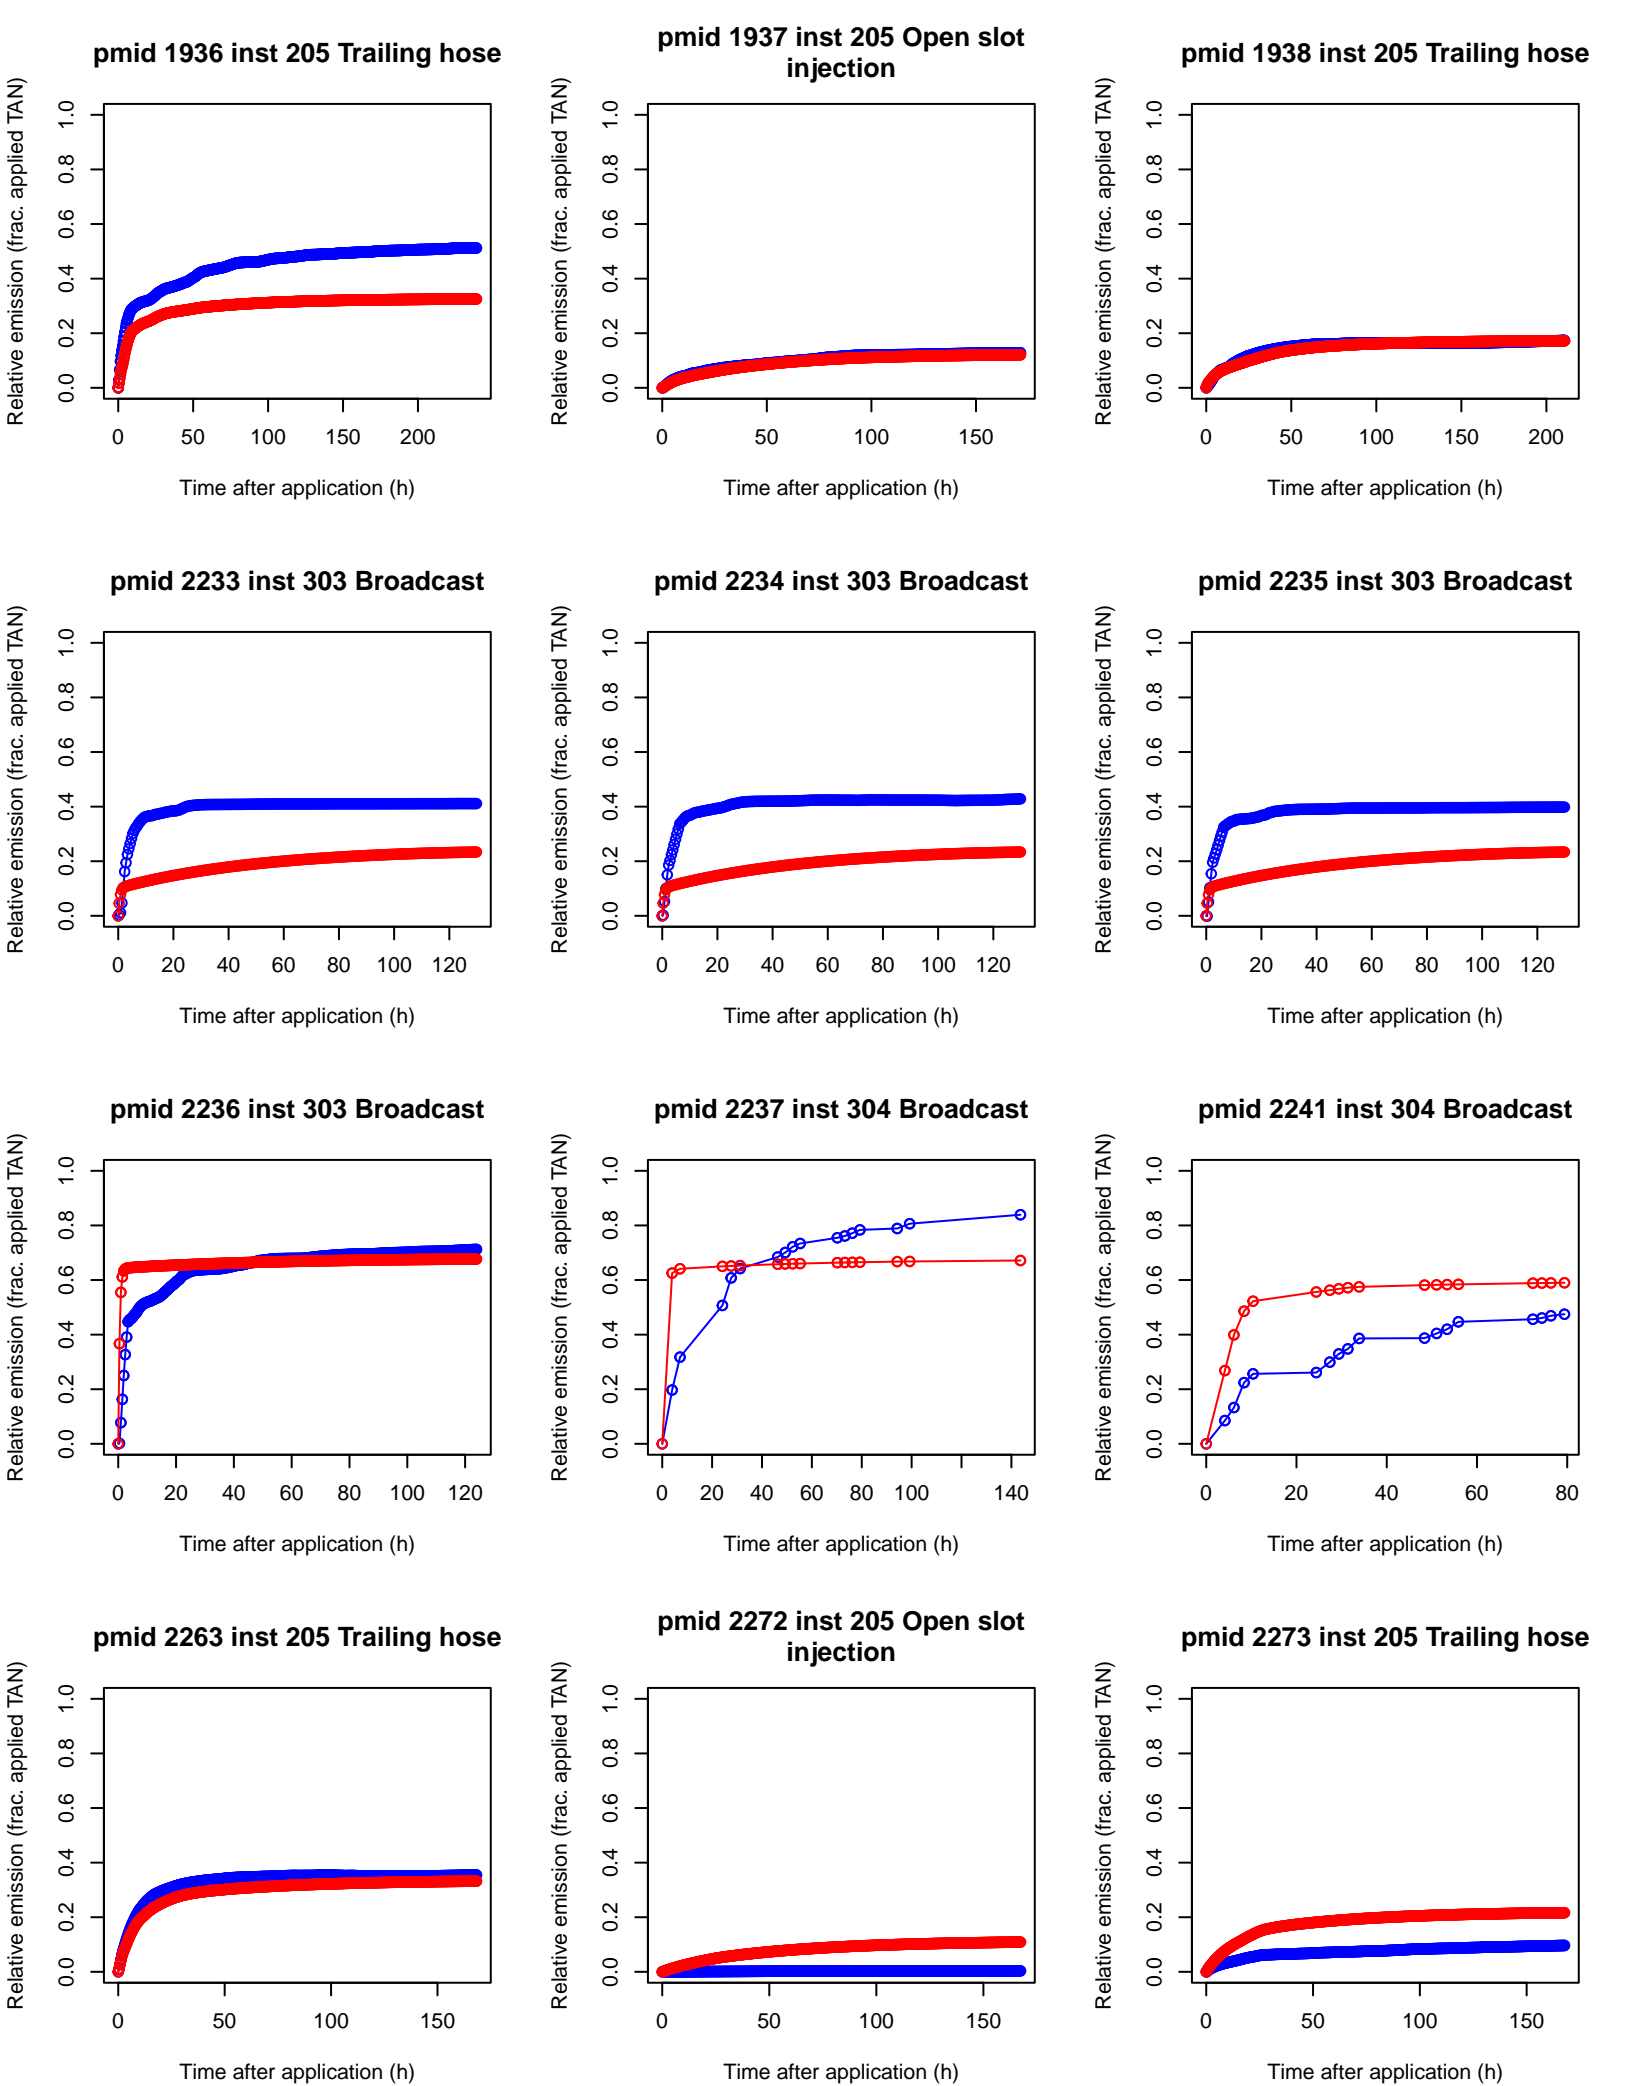 pmid 1936 inst 205 Trailing hose
Relative emission (frac. applied TAN)
1.0
0.8
0.6
0.4
0.2
0.0
0 50 100 150 200
Time after application (h)
pmid 1937 inst 205 Open slot
injection
Relative emission (frac. applied TAN)
1.0
0.8
0.6
0.4
0.2
0.0
0 50 100 150
Time after application (h)
pmid 1938 inst 205 Trailing hose
Relative emission (frac. applied TAN)
1.0
0.8
0.6
0.4
0.2
0.0
0 50 100 150 200
Time after application (h)
pmid 2233 inst 303 Broadcast
Relative emission (frac. applied TAN)
1.0
0.8
0.6
0.4
0.2
0.0
0 20 40 60 80 100 120
Time after application (h)
pmid 2234 inst 303 Broadcast
Relative emission (frac. applied TAN)
1.0
0.8
0.6
0.4
0.2
0.0
0 20 40 60 80 100 120
Time after application (h)
pmid 2235 inst 303 Broadcast
Relative emission (frac. applied TAN)
1.0
0.8
0.6
0.4
0.2
0.0
0 20 40 60 80 100 120
Time after application (h)
pmid 2236 inst 303 Broadcast
Relative emission (frac. applied TAN)
1.0
0.8
0.6
0.4
0.2
0.0
0 20 40 60 80 100 120
Time after application (h)
pmid 2237 inst 304 Broadcast
Relative emission (frac. applied TAN)
1.0
0.8
0.6
0.4
0.2
0.0
0 20 40 60 80 100 140
Time after application (h)
pmid 2241 inst 304 Broadcast
Relative emission (frac. applied TAN)
1.0
0.8
0.6
0.4
0.2
0.0
0 20 40 60 80
Time after application (h)
pmid 2263 inst 205 Trailing hose
Relative emission (frac. applied TAN)
1.0
0.8
0.6
0.4
0.2
0.0
0 50 100 150
Time after application (h)
pmid 2272 inst 205 Open slot
injection
Relative emission (frac. applied TAN)
1.0
0.8
0.6
0.4
0.2
0.0
0 50 100 150
Time after application (h)
pmid 2273 inst 205 Trailing hose
Relative emission (frac. applied TAN)
1.0
0.8
0.6
0.4
0.2
0.0
0 50 100 150
Time after application (h)